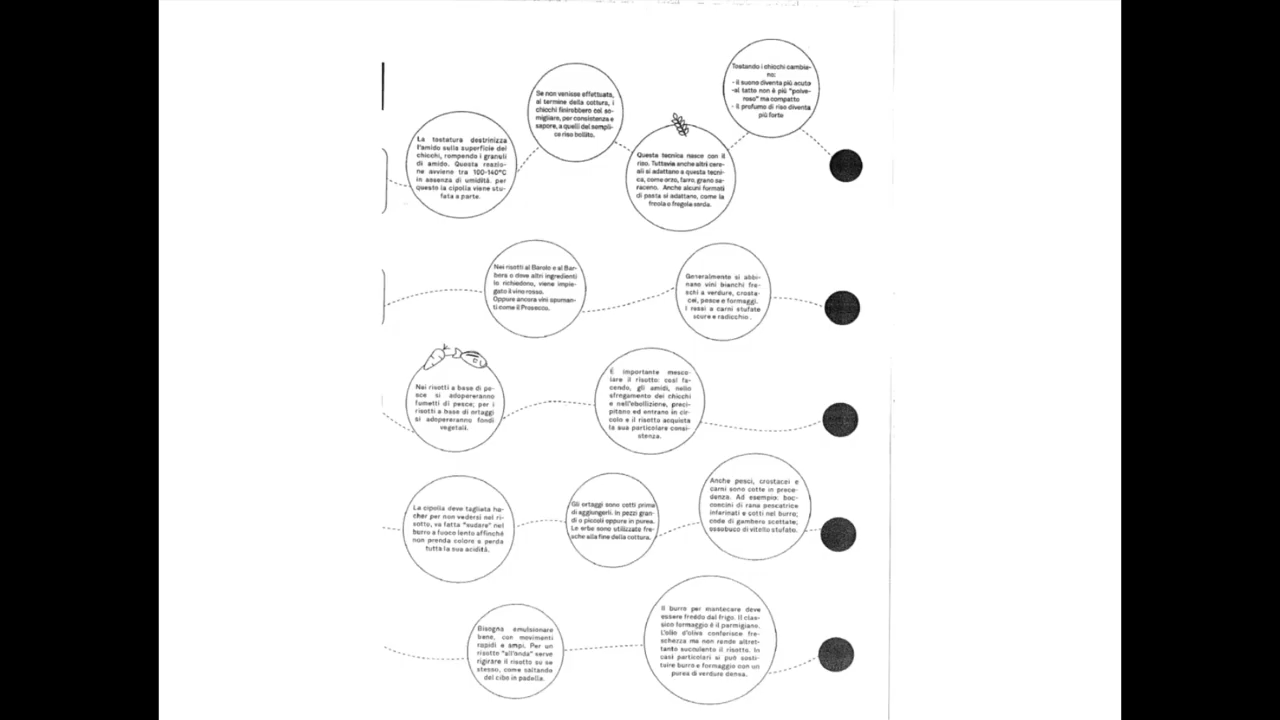 La tostatura destrinizza
l'amido sulla superficie dei
chicchi, rompendo i granuli
di amido. Questa reazio-
ne avviene tra 100-140°C
in assenza di umidità. per
questo la cipolla viene stu-
fata a parte.
Se non venisse effettuata,
al termine della cottura, i
chicchi finirebbero col so-
migliare, per consistenza e
sapore, a quelli del sempli-
ce riso bollito.
Questa tecnica nasce con il
riso. Tuttavia anche altri cere-
ali si adattano a questa tecni-
ca, come orzo, farro, grano sa-
raceno. Anche alcuni formati
di pasta si adattano, come la
freola o fregola sarda.
Tostando i chicchi cambia-
no:
- il suono diventa più acuto
-al tatto non è più "polve-
roso" ma compatto
- il profumo di riso diventa
più forte
Nei risotti al Barolo e al Bar-
bera o dove altri ingredienti
lo richiedono, viene impie-
gato il vino rosso.
Oppure ancora vini spuman-
ti come il Prosecco.
Generalmente si abbi-
nano vini bianchi fre-
schi a verdure, crosta-
cei, pesce e formaggi.
I rossi a carni stufate
scure e radicchio .
Nei risotti a base di pe-
sce si adopereranno
fumetti di pesce; per i
risotti a base di ortaggi
si adopereranno fondi
vegetali.
È importante mesco-
lare il risotto: così fa-
cendo, gli amidi, nello
sfregamento dei chicchi
e nell'ebollizione, preci-
pitano ed entrano in cir-
colo e il risotto acquista
la sua particolare consi-
stenza.
La cipolla deve tagliata ha-
cher per non vedersi nel ri-
sotto, va fatta "sudare" nel
burro a fuoco lento affinché
non prenda colore e perda
tutta la sua acidità.
Gli ortaggi sono cotti prima
di aggiungerli. In pezzi gran-
di o piccoli oppure in purea.
Le erbe sono utilizzate fre-
sche alla fine della cottura.
Anche pesci, crostacei e
carni sono cotte in prece-
denza. Ad esempio: boc-
concini di rana pescatrice
infarinati e cotti nel burro;
code di gambero scottate;
ossobuco di vitello stufato.
Bisogna emulsionare
bene, con movimenti
rapidi e ampi. Per un
risotto "all'onda" serve
rigirare il risotto su se
stesso, come saltando
del cibo in padella.
Il burro per mantecare deve
essere freddo dal frigo. Il clas-
sico formaggio è il parmigiano.
L'olio d'oliva conferisce fre-
schezza ma non rende altret-
tanto succulento il risotto. In
casi particolari si può sosti-
tuire burro e formaggio con un
purea di verdure densa.